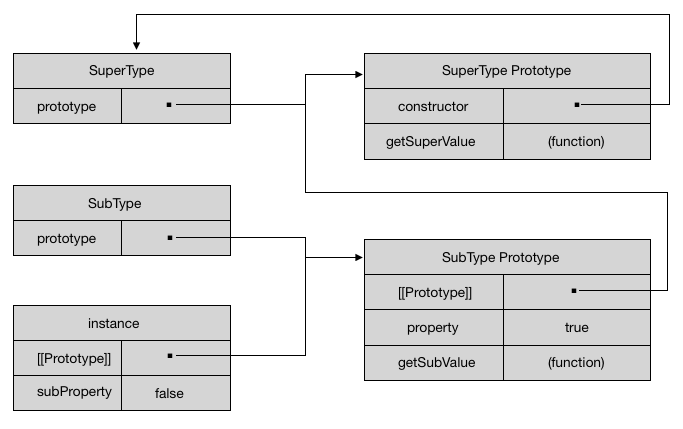 SuperType
prototype
SuperType Prototype
constructor
getSuperValue (function)
SubType
prototype
SubType Prototype
[[Prototype]]
property true
getSubValue (function)
instance
[[Prototype]]
subProperty false